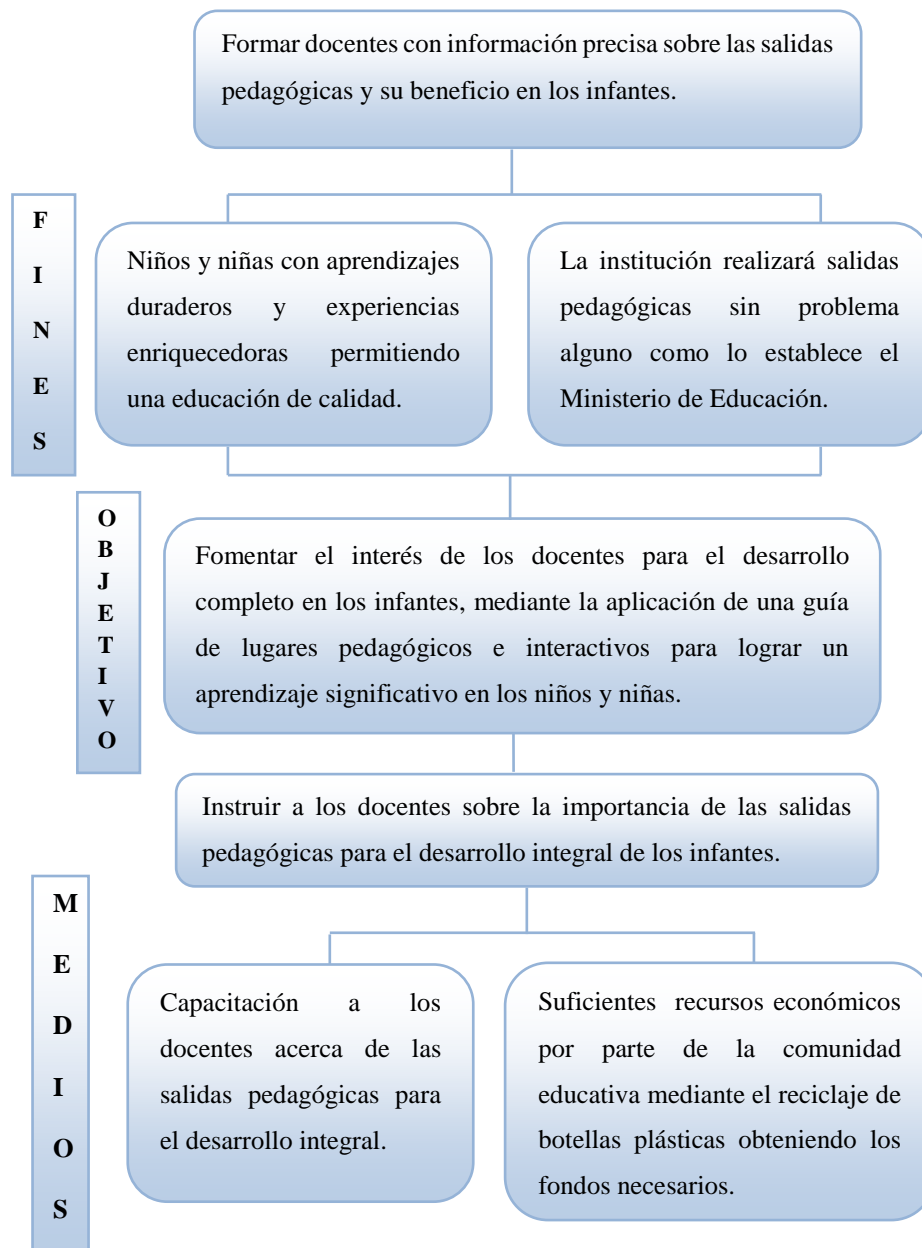 Formar docentes con información precisa sobre las salidas
pedagógicas y su beneficio en los infantes.
F
I
N
E
S
Niños y niñas con aprendizajes
duraderos y experiencias
enriquecedoras permitiendo
una educación de calidad.
La institución realizará salidas
pedagógicas sin problema
alguno como lo establece el
Ministerio de Educación.
O
B
J
E
T
I
V
O
Fomentar el interés de los docentes para el desarrollo
completo en los infantes, mediante la aplicación de una guía
de lugares pedagógicos e interactivos para lograr un
aprendizaje significativo en los niños y niñas.
Instruir a los docentes sobre la importancia de las salidas
pedagógicas para el desarrollo integral de los infantes.
M
E
D
I
O
S
Capacitación a los
docentes acerca de las
salidas pedagógicas para
el desarrollo integral.
Suficientes recursos económicos
por parte de la comunidad
educativa mediante el reciclaje de
botellas plásticas obteniendo los
fondos necesarios.